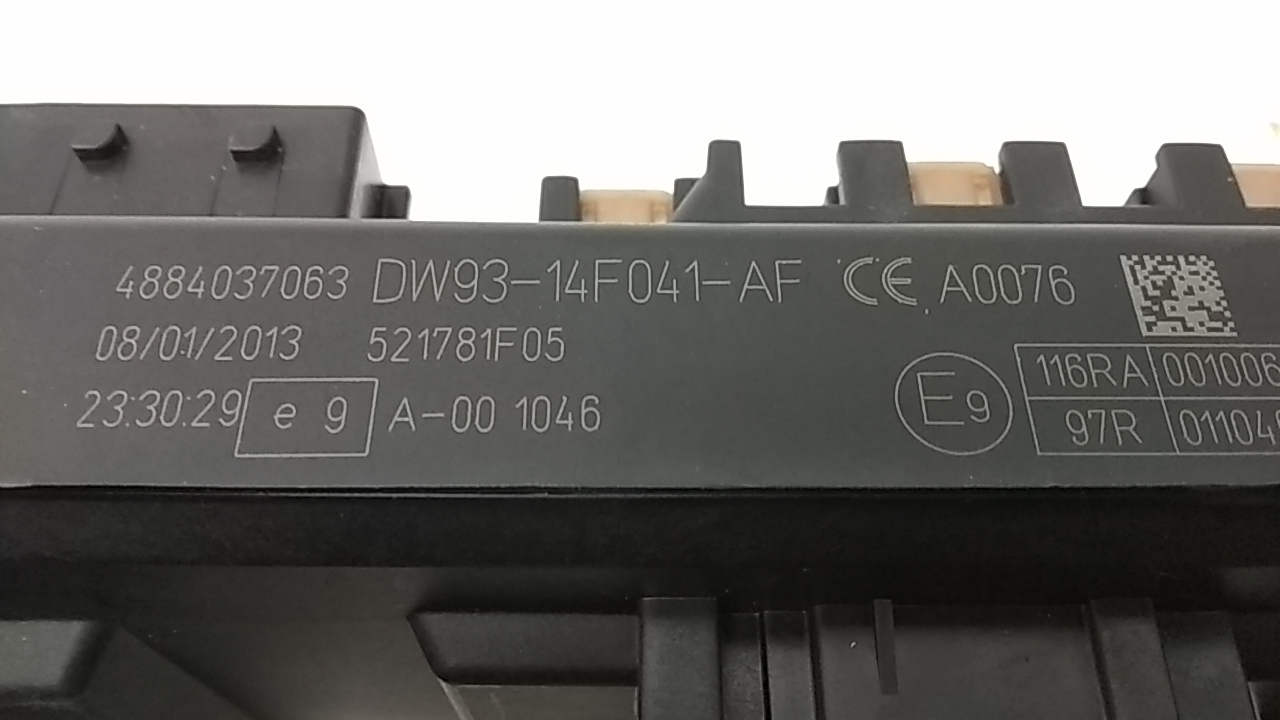 4884037063 DW93-14F041-AF CE A0076
08/01/2013 521781F05
23:30:29 e 9 A-00 1046
E9
116RA 001006
97R